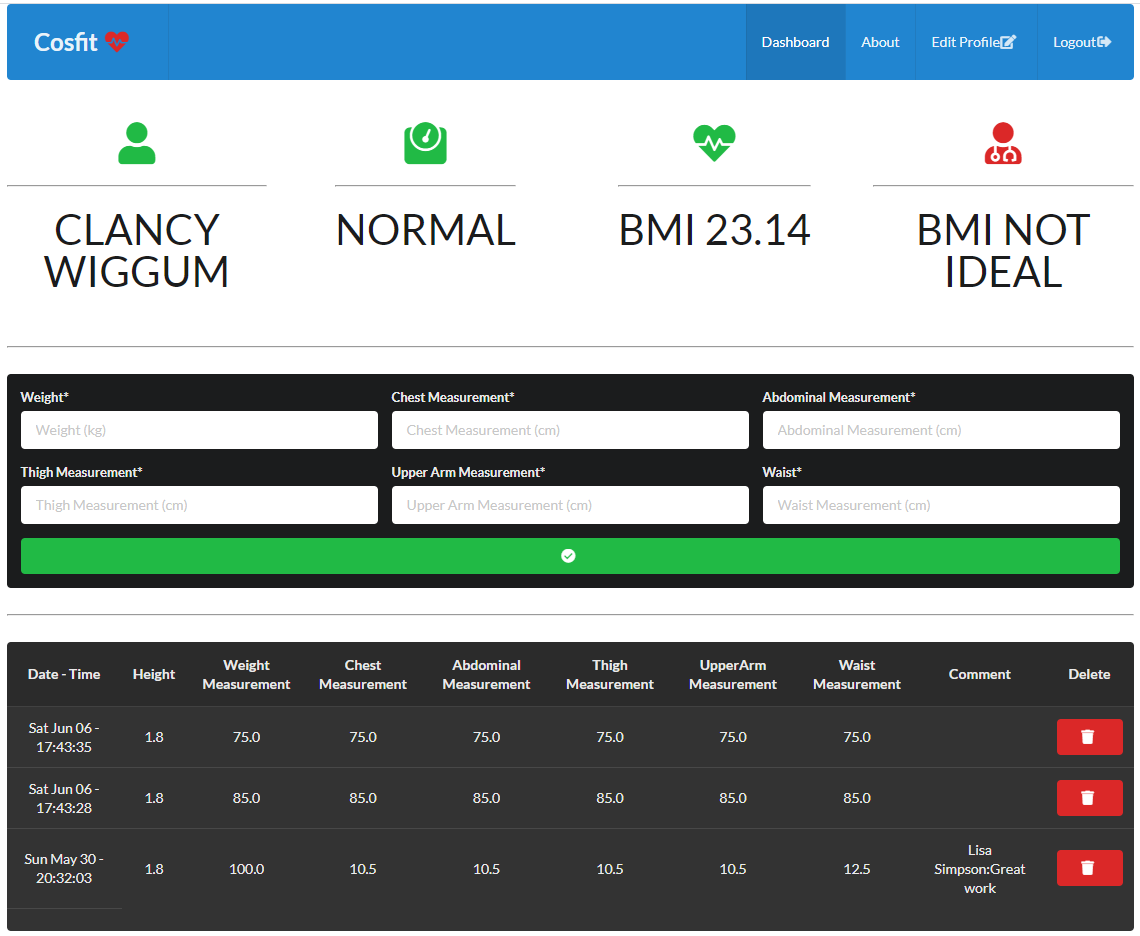 Cosfit
Dashboard
About
Edit Profile
Logout
CLANCY
WIGGUM
NORMAL
BMI 23.14
BMI NOT
IDEAL
Weight*
Chest Measurement*
Abdominal Measurement*
Weight (kg)
Chest Measurement (cm)
Abdominal Measurement (cm)
Thigh Measurement*
Upper Arm Measurement*
Waist*
Thigh Measurement (cm)
Upper Arm Measurement (cm)
Waist Measurement (cm)
Date - Time
Height
Weight
Measurement
Chest
Measurement
Abdominal
Measurement
Thigh
Measurement
UpperArm
Measurement
Waist
Measurement
Comment
Delete
Sat Jun 06 -
17:43:35
1.8
75.0
75.0
75.0
75.0
75.0
75.0
Sat Jun 06 -
17:43:28
1.8
85.0
85.0
85.0
85.0
85.0
85.0
Sun May 30 -
20:32:03
1.8
100.0
10.5
10.5
10.5
10.5
12.5
Lisa
Simpson:Great
work